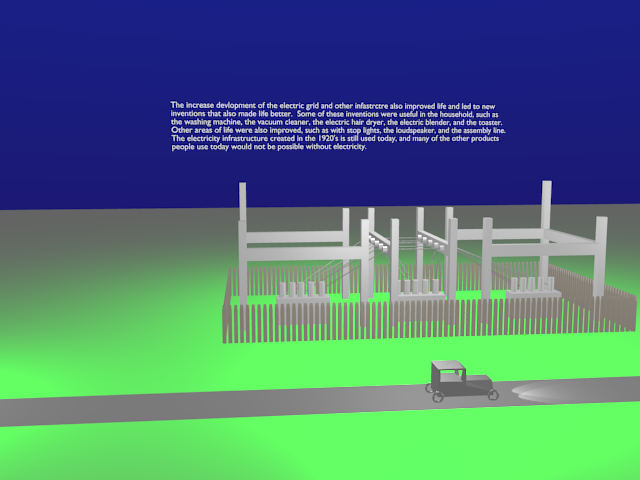 The increase devlopment of the electric grid and other infastrctre also improved life and led to new
inventions that also made life better.  Some of these inventions were useful in the household, such as
the washing machine, the vacuum cleaner, the electric hair dryer, the electric blender, and the toaster.
Other areas of life were also improved, such as with stop lights, the loudspeaker, and the assembly line.
The electricity infrastructure created in the 1920's is still used today, and many of the other products
people use today would not be possible without electricity.